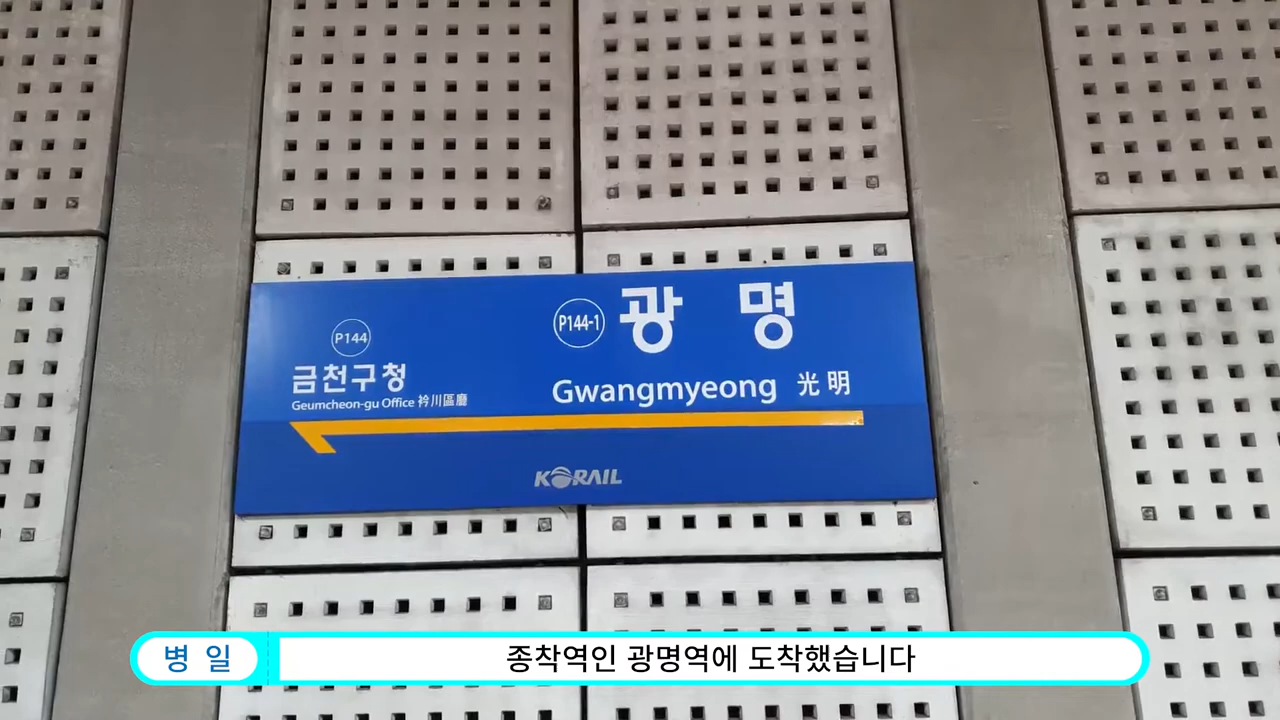 P144
금천구청
Geumcheon-gu Office 衿川區廳
P144-1 광 명
Gwangmyeong 光明
KORAIL
병 일 종착역인 광명역에 도착했습니다